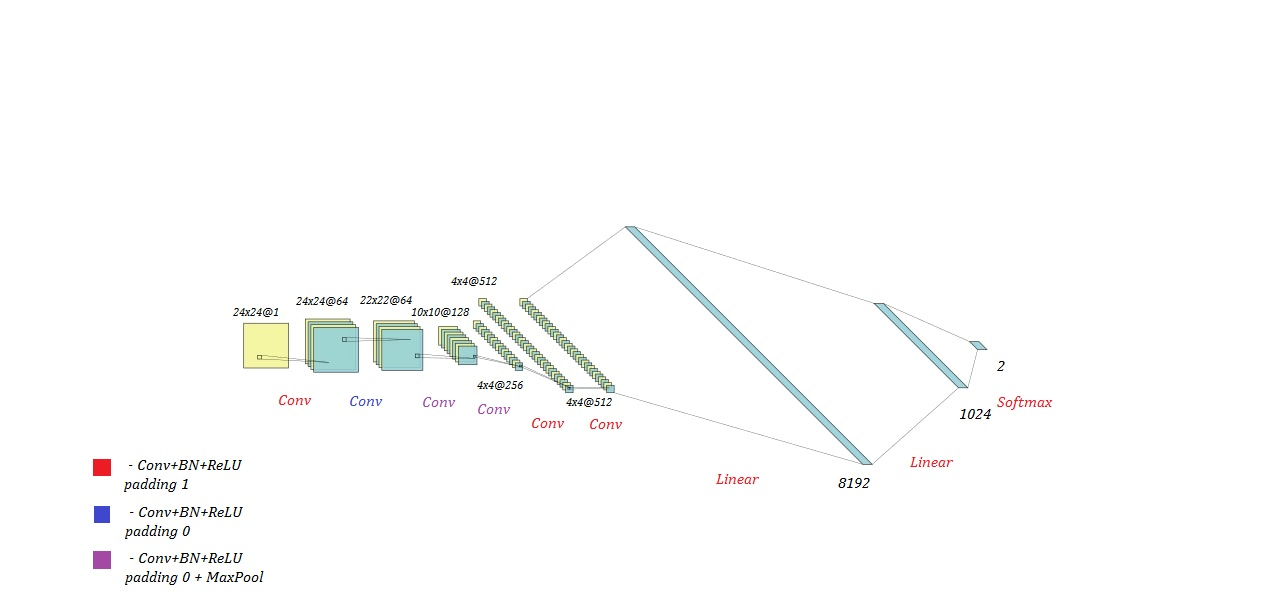 4x4@512
24x24@1
24x24@64
22x22@64
10x10@128
4x4@256
4x4@512
Conv
Conv
Conv
Conv
Conv
Conv
Linear
8192
Linear
1024
2
Softmax
- Conv+BN+ReLU
padding 1
- Conv+BN+ReLU
padding 0
- Conv+BN+ReLU
padding 0 + MaxPool